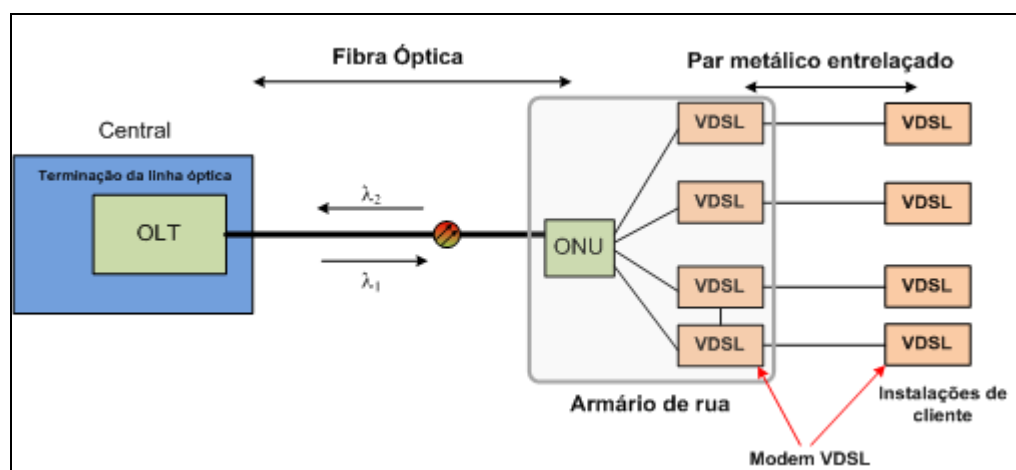 Fibra Óptica
Par metálico entrelaçado
Central
Terminação da linha óptica
OLT
λ2
λ1
ONU
VDSL
VDSL
VDSL
VDSL
VDSL
VDSL
VDSL
VDSL
Armário de rua
Instalações de
cliente
Modem VDSL